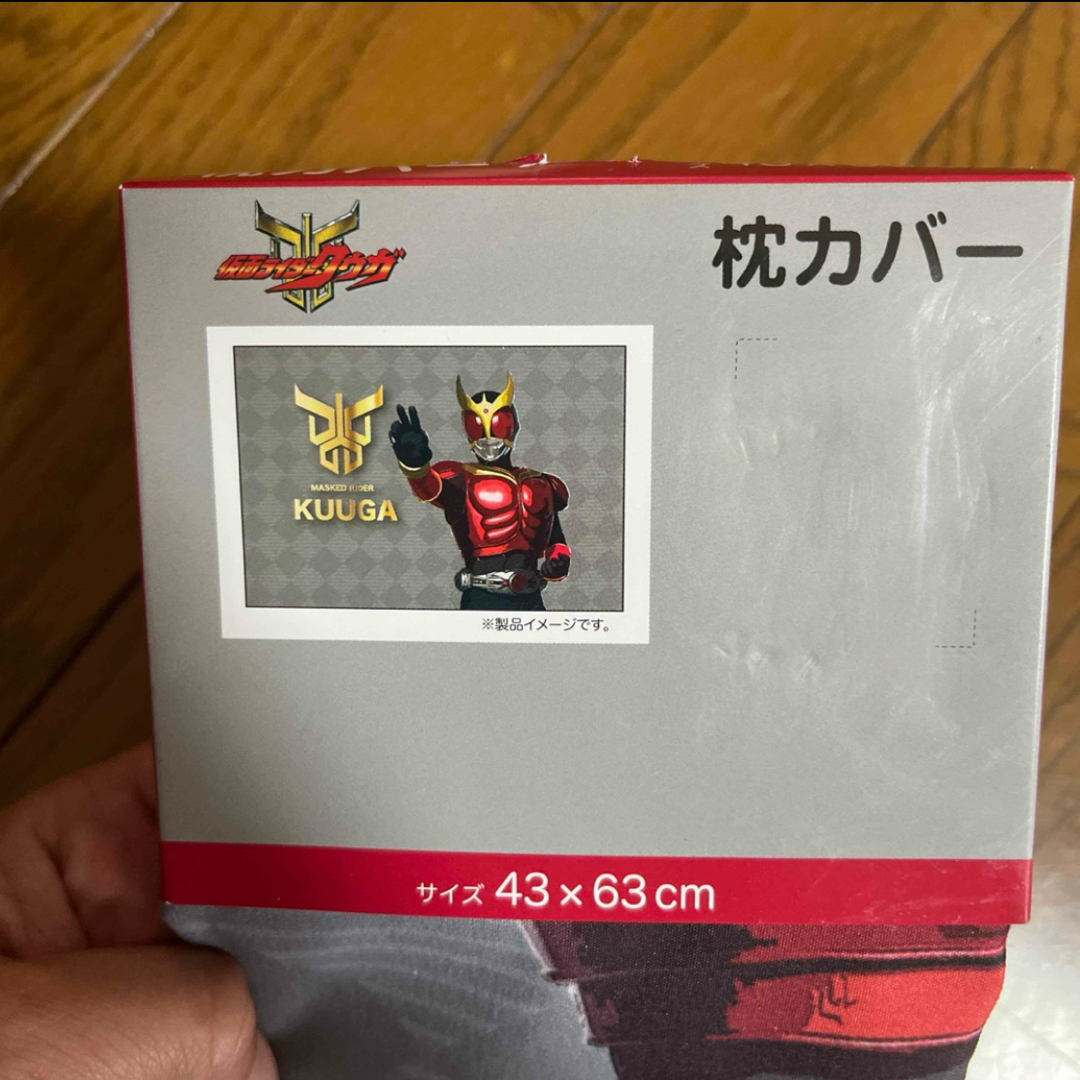 仮面ライダークウガ
枕カバー
MASKED RIDER
KUUGA
※製品イメージです。
サイズ 43×63cm